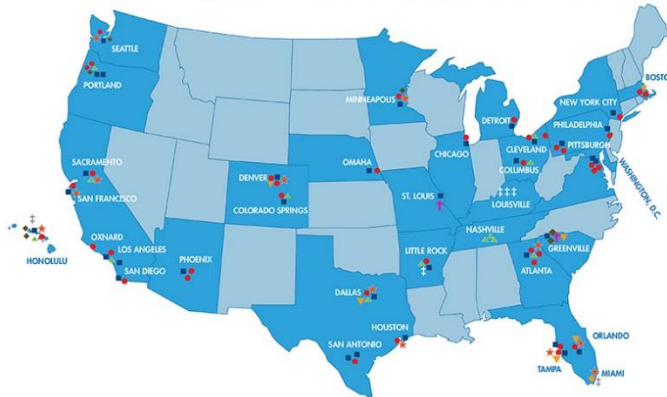 SEATTLE
PORTLAND
SACRAMENTO
SAN FRANCISCO
OXNARD
LOS ANGELES
SAN DIEGO
HONOLULU
PHOENIX
DENVER
COLORADO SPRINGS
OMAHA
MINNEAPOLIS
ST. LOUIS
LITTLE ROCK
DALLAS
HOUSTON
SAN ANTONIO
CHICAGO
DETROIT
CLEVELAND
COLUMBUS
LOUISVILLE
NASHVILLE
ATLANTA
GREENVILLE
ORLANDO
TAMPA
MIAMI
WASHINGTON, D.C.
PITTSBURGH
PHILADELPHIA
NEW YORK CITY